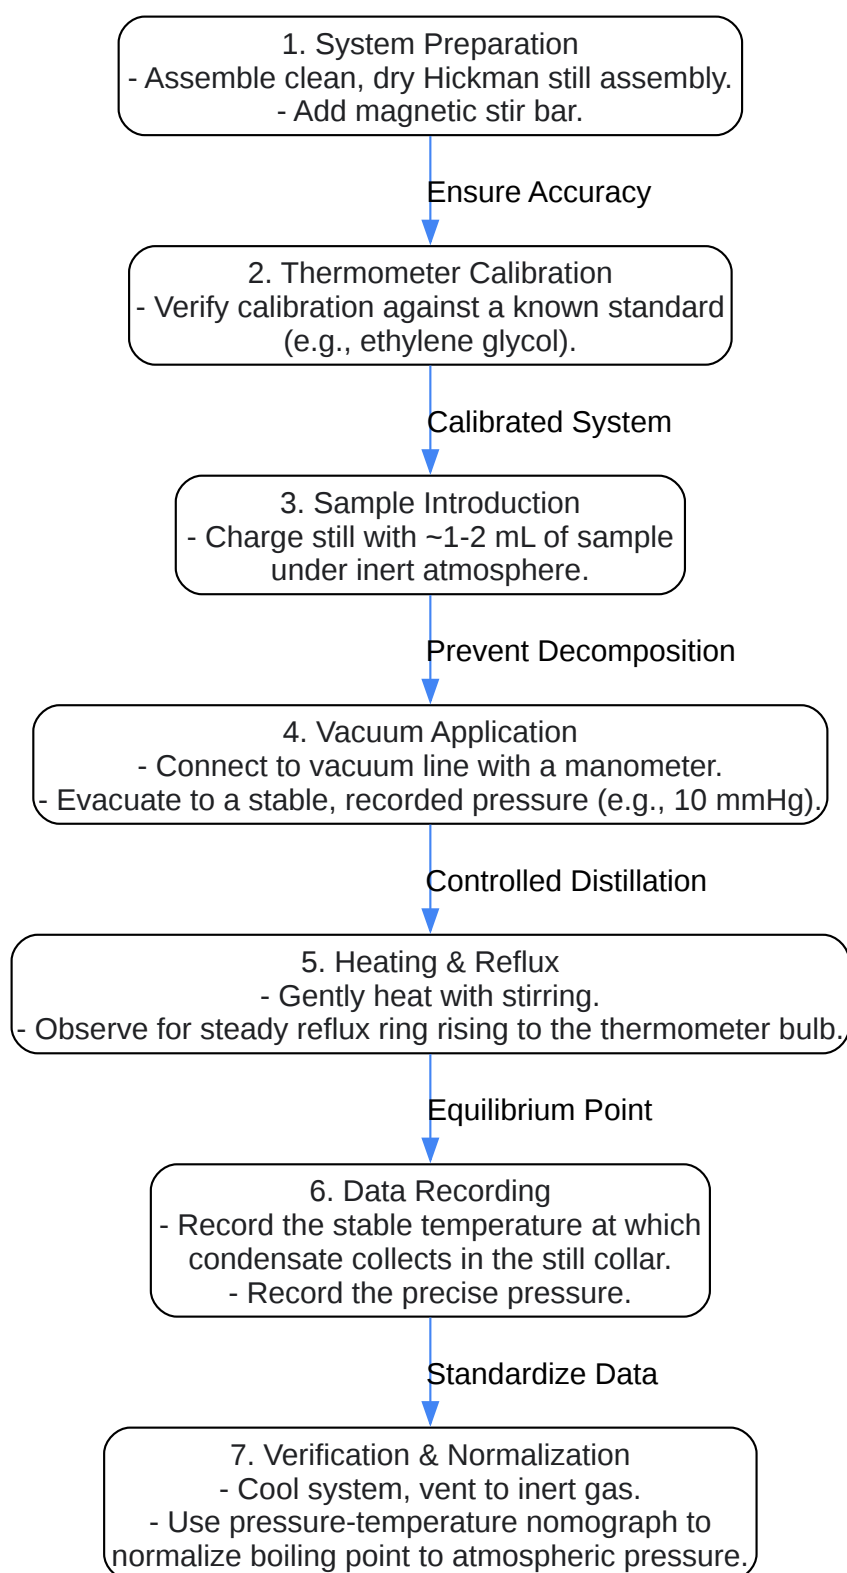 1. System Preparation
- Assemble clean, dry Hickman still assembly.
- Add magnetic stir bar.
Ensure Accuracy
2. Thermometer Calibration
- Verify calibration against a known standard
(e.g., ethylene glycol).
Calibrated System
3. Sample Introduction
- Charge still with ~1-2 mL of sample
under inert atmosphere.
Prevent Decomposition
4. Vacuum Application
- Connect to vacuum line with a manometer.
- Evacuate to a stable, recorded pressure (e.g., 10 mmHg).
Controlled Distillation
5. Heating & Reflux
- Gently heat with stirring.
- Observe for steady reflux ring rising to the thermometer bulb.
Equilibrium Point
6. Data Recording
- Record the stable temperature at which
condensate collects in the still collar.
- Record the precise pressure.
Standardize Data
7. Verification & Normalization
- Cool system, vent to inert gas.
- Use pressure-temperature nomograph to
normalize boiling point to atmospheric pressure.